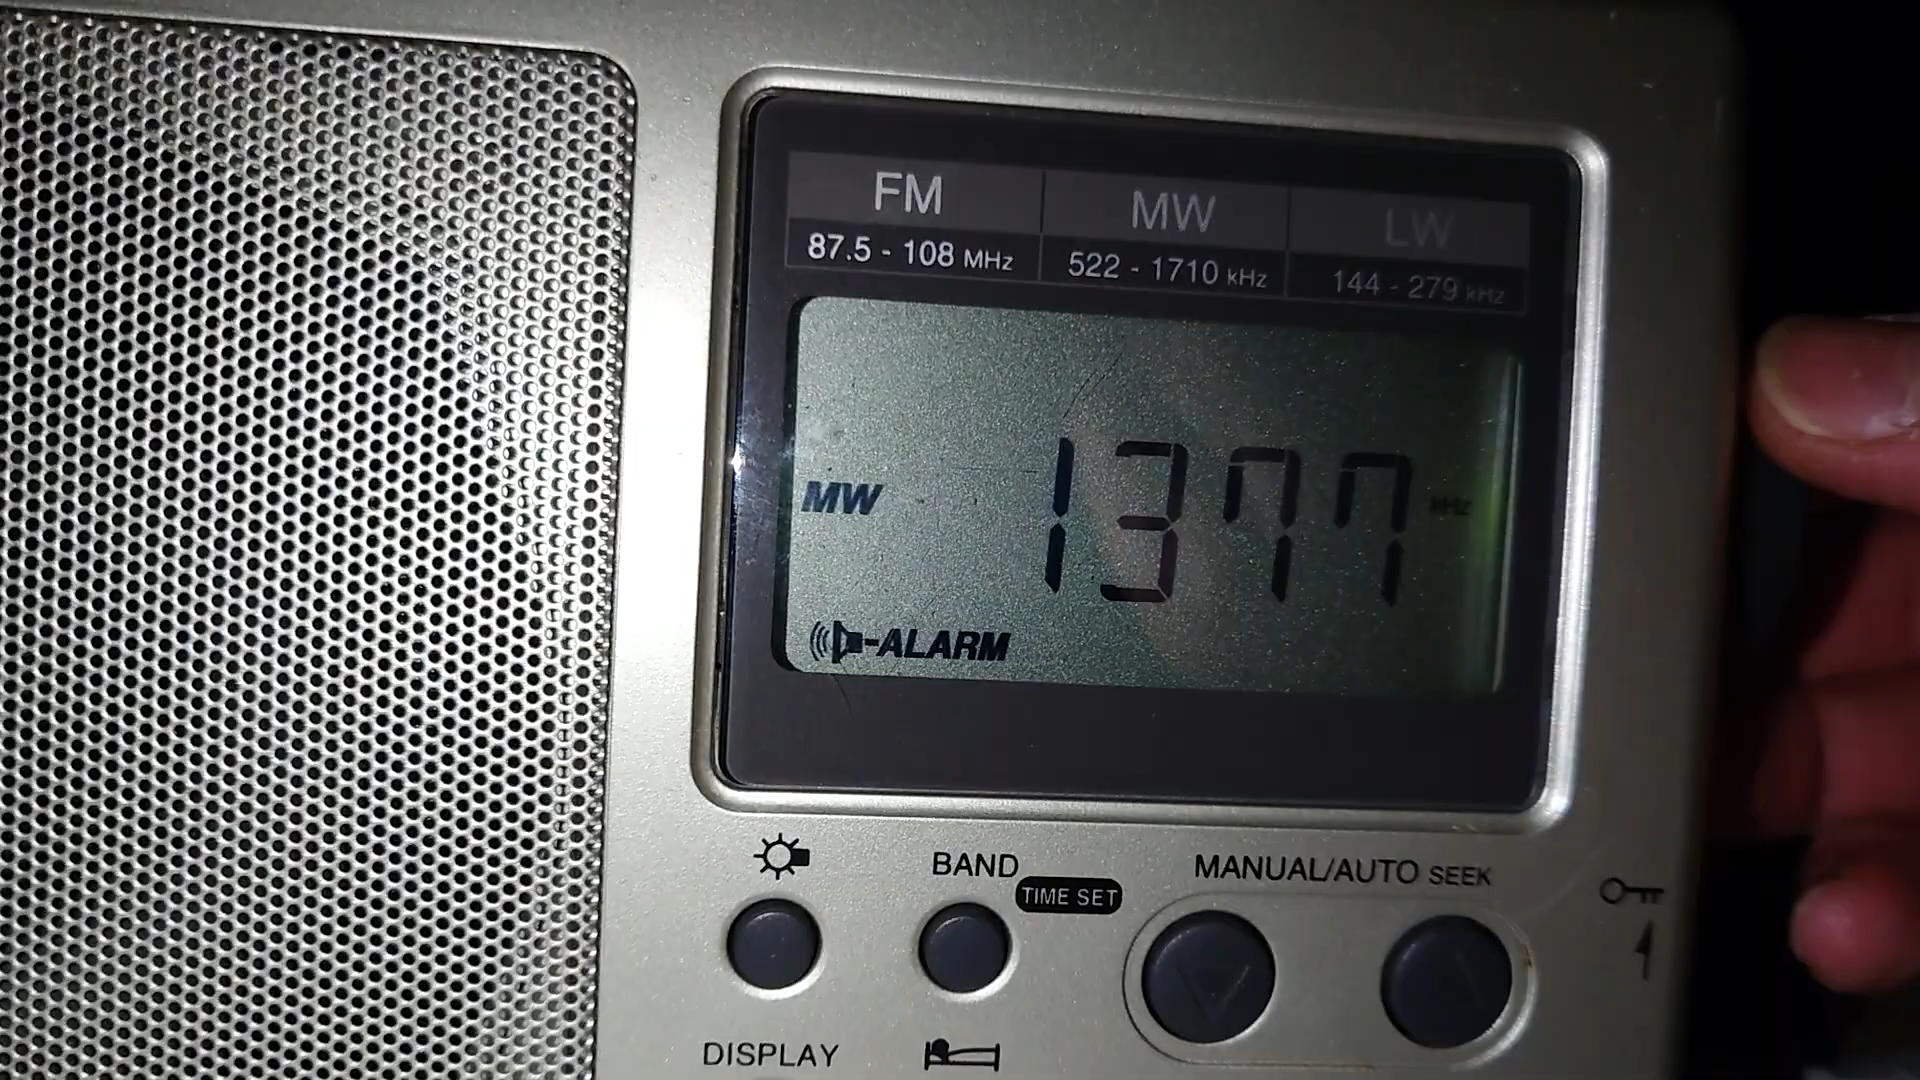 FM MW LW
87.5 - 108 MHz 522 - 1710 kHz 144 - 279 kHz
MW 1377 kHz
-ALARM
BAND MANUAL/AUTO SEEK
TIME SET
DISPLAY